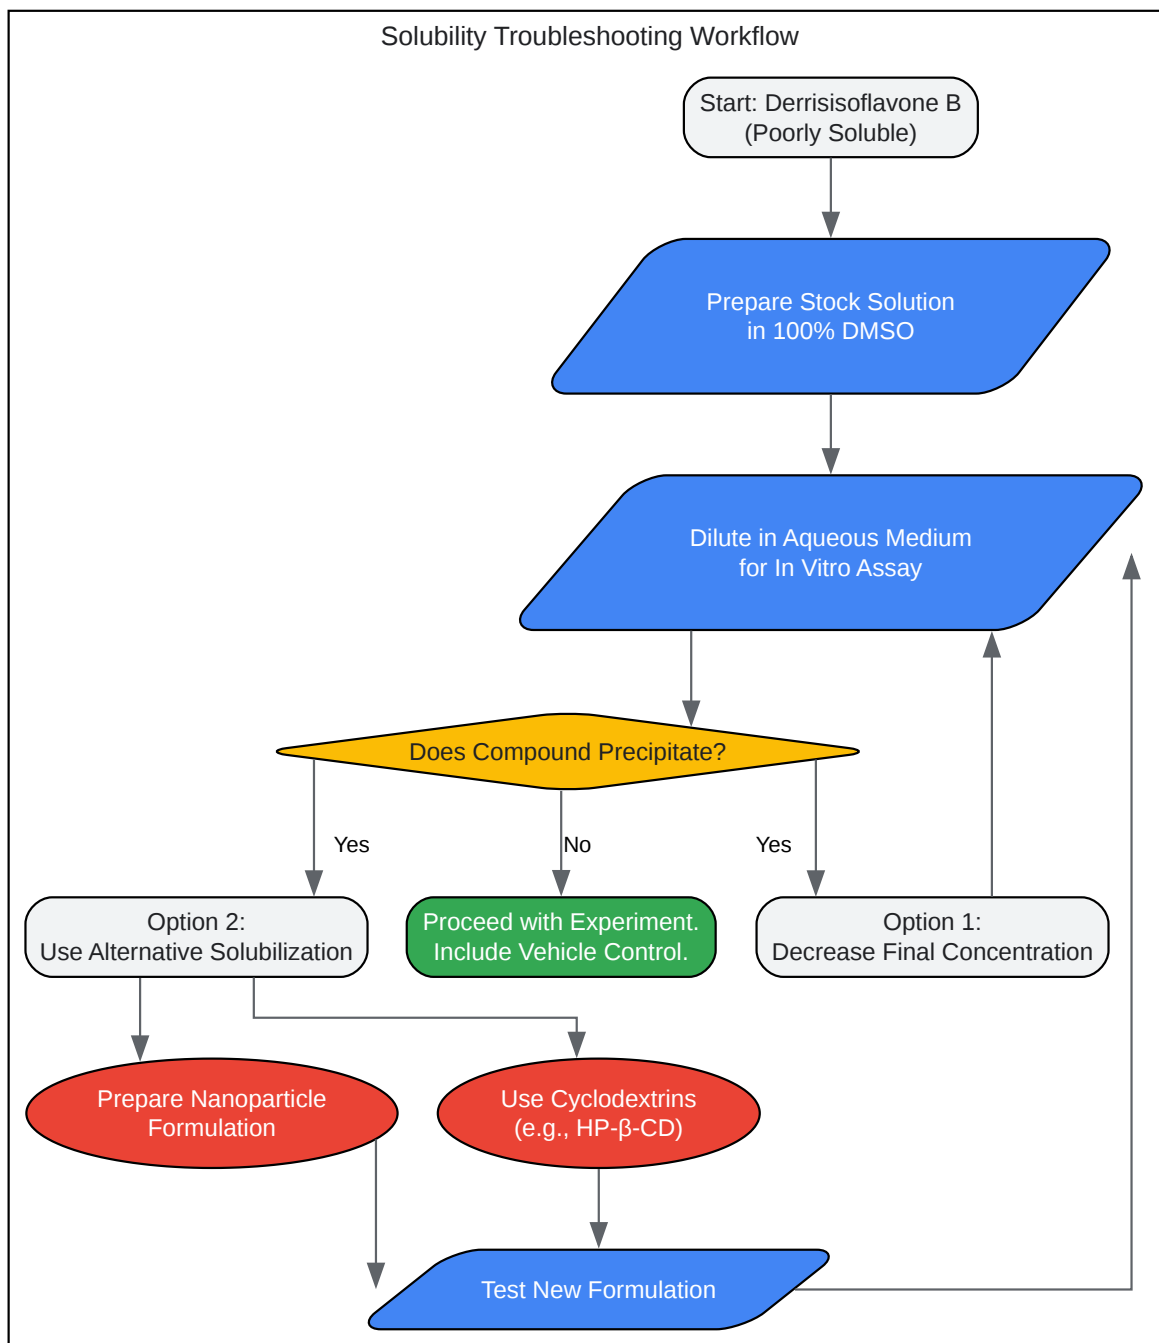 Solubility Troubleshooting Workflow
Start: Derrisisoflavone B
(Poorly Soluble)
Prepare Stock Solution
in 100% DMSO
Dilute in Aqueous Medium
for In Vitro Assay
Does Compound Precipitate?
Yes
No
Yes
Option 2:
Use Alternative Solubilization
Proceed with Experiment.
Include Vehicle Control.
Option 1:
Decrease Final Concentration
Prepare Nanoparticle
Formulation
Use Cyclodextrins
(e.g., HP-β-CD)
Test New Formulation